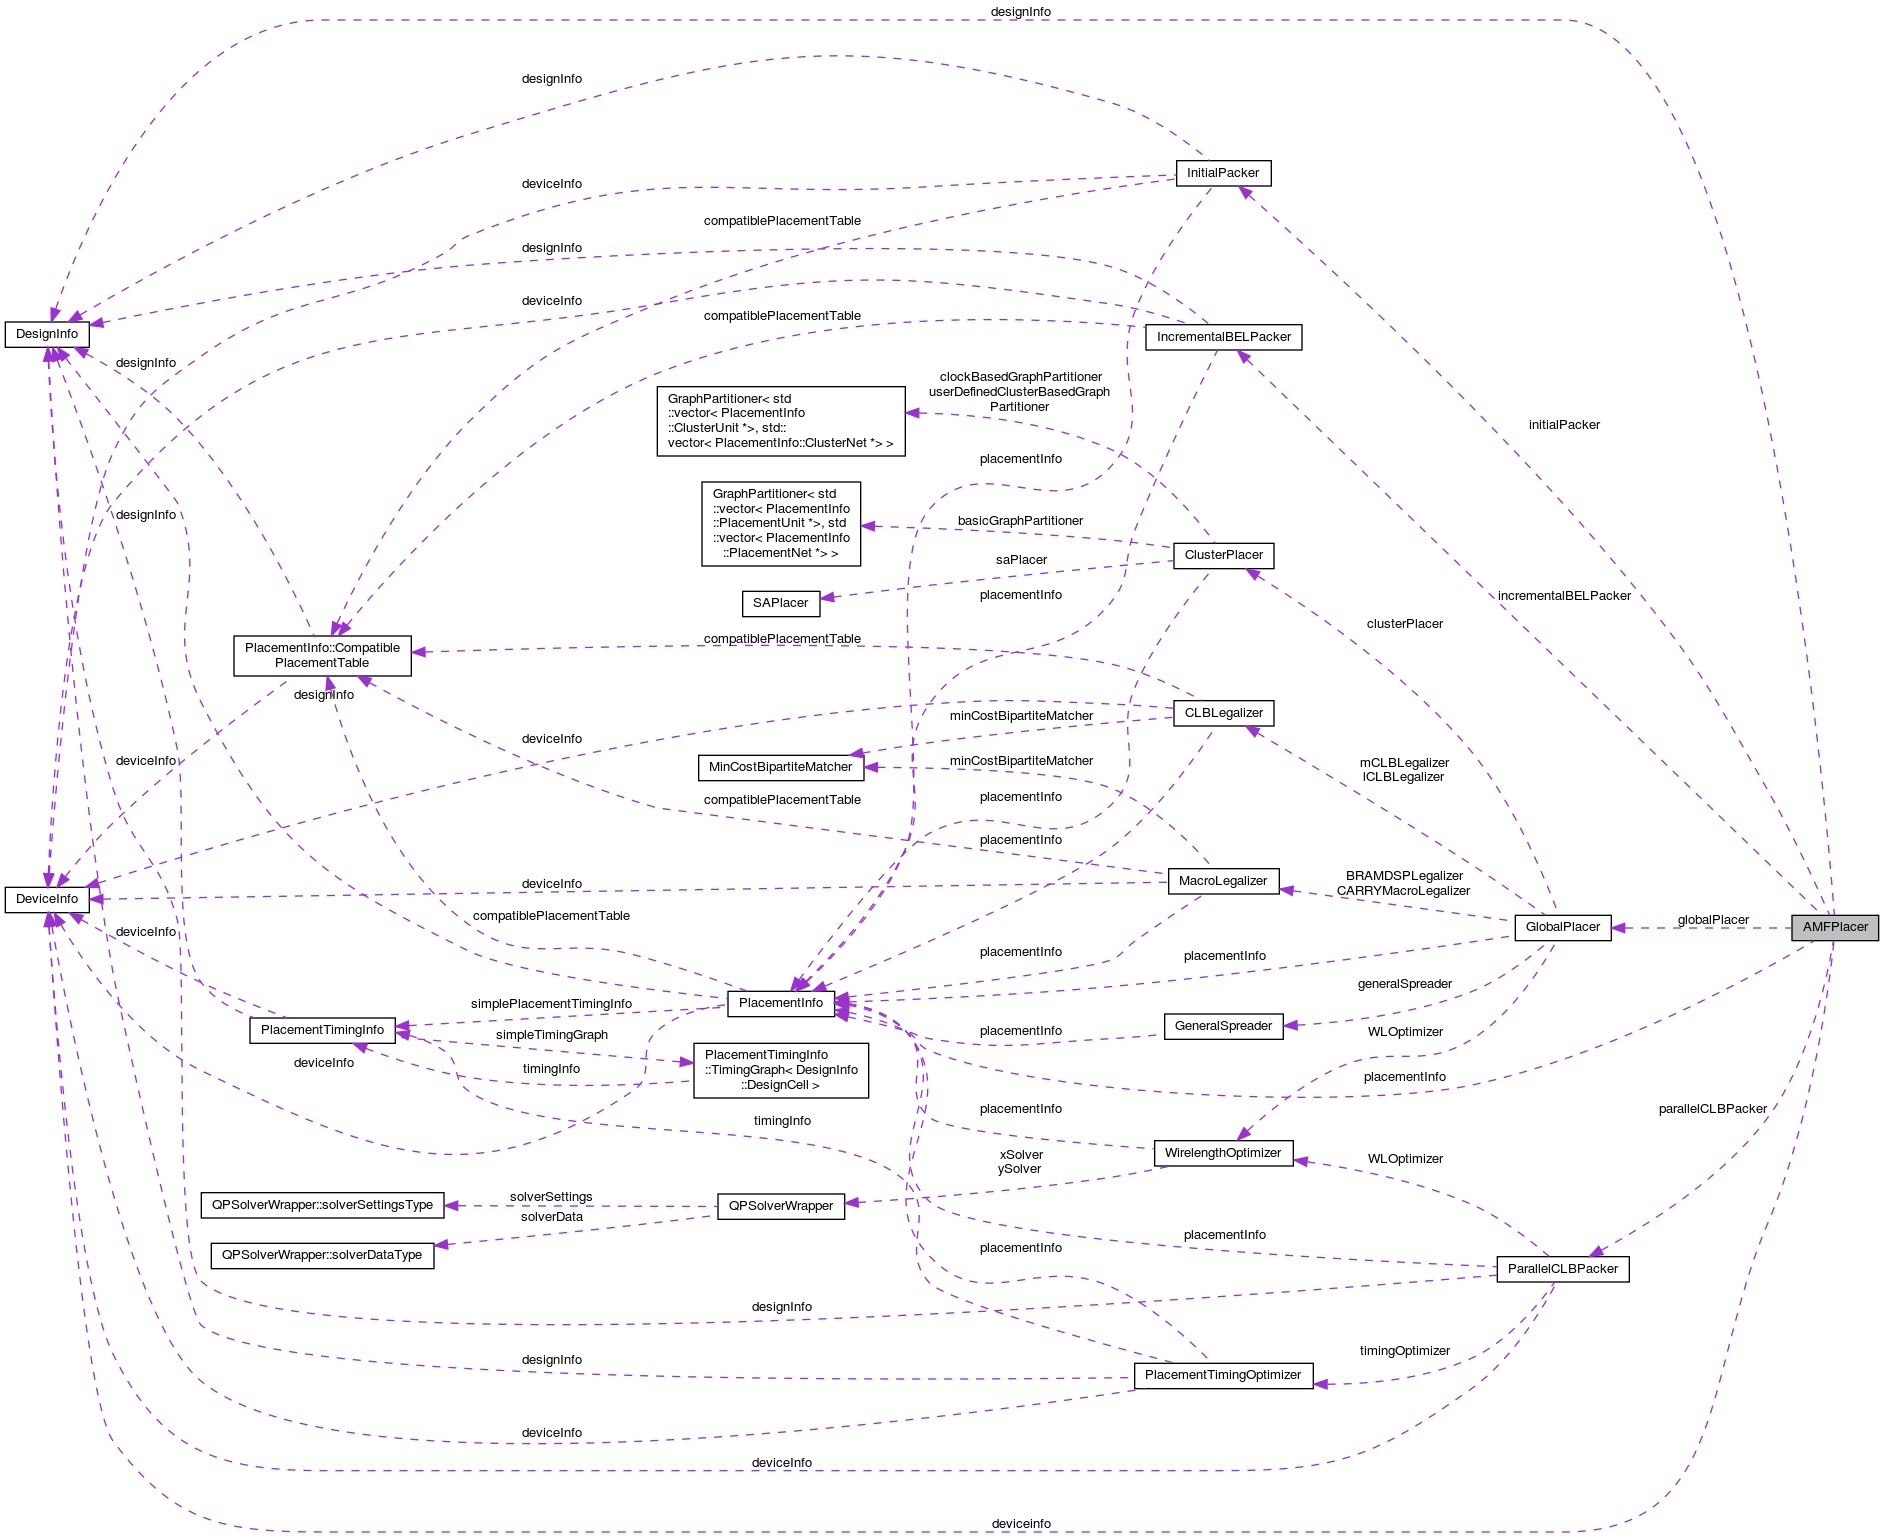 designInfo
designInfo
InitialPacker
deviceInfo
compatiblePlacementTable
designInfo
deviceInfo
compatiblePlacementTable
DesignInfo
IncrementalBELPacker
designInfo
clockBasedGraphPartitioner
userDefinedClusterBasedGraph
Partitioner
GraphPartitioner< std
::vector< PlacementInfo
::ClusterUnit *>, std::
vector< PlacementInfo::ClusterNet *> >
initialPacker
placementInfo
GraphPartitioner< std
::vector< PlacementInfo
::PlacementUnit *>, std
::vector< PlacementInfo
::PlacementNet *> >
designInfo
basicGraphPartitioner
ClusterPlacer
saPlacer
SAPlacer
placementInfo
incrementalBELPacker
clusterPlacer
PlacementInfo::Compatible
PlacementTable
compatiblePlacementTable
designInfo
CLBLegalizer
minCostBipartiteMatcher
deviceInfo
deviceInfo
MinCostBipartiteMatcher
minCostBipartiteMatcher
mCLBLegalizer
lCLBLegalizer
compatiblePlacementTable
placementInfo
placementInfo
DeviceInfo
deviceInfo
MacroLegalizer
BRAMDSPLegalizer
CARRYMacroLegalizer
compatiblePlacementTable
deviceInfo
globalPlacer
GlobalPlacer
AMFPlacer
placementInfo
placementInfo
generalSpreader
PlacementInfo
simplePlacementTimingInfo
PlacementTimingInfo
simpleTimingGraph
placementInfo
GeneralSpreader
WLOptimizer
deviceInfo
timingInfo
PlacementTimingInfo
::TimingGraph< DesignInfo
::DesignCell >
placementInfo
placementInfo
parallelCLBPacker
timingInfo
xSolver
ySolver
WirelengthOptimizer
WLOptimizer
QPSolverWrapper::solverSettingsType
solverSettings
QPSolverWrapper
solverData
QPSolverWrapper::solverDataType
placementInfo
placementInfo
ParallelCLBPacker
designInfo
designInfo
timingOptimizer
PlacementTimingOptimizer
deviceInfo
deviceInfo
deviceinfo